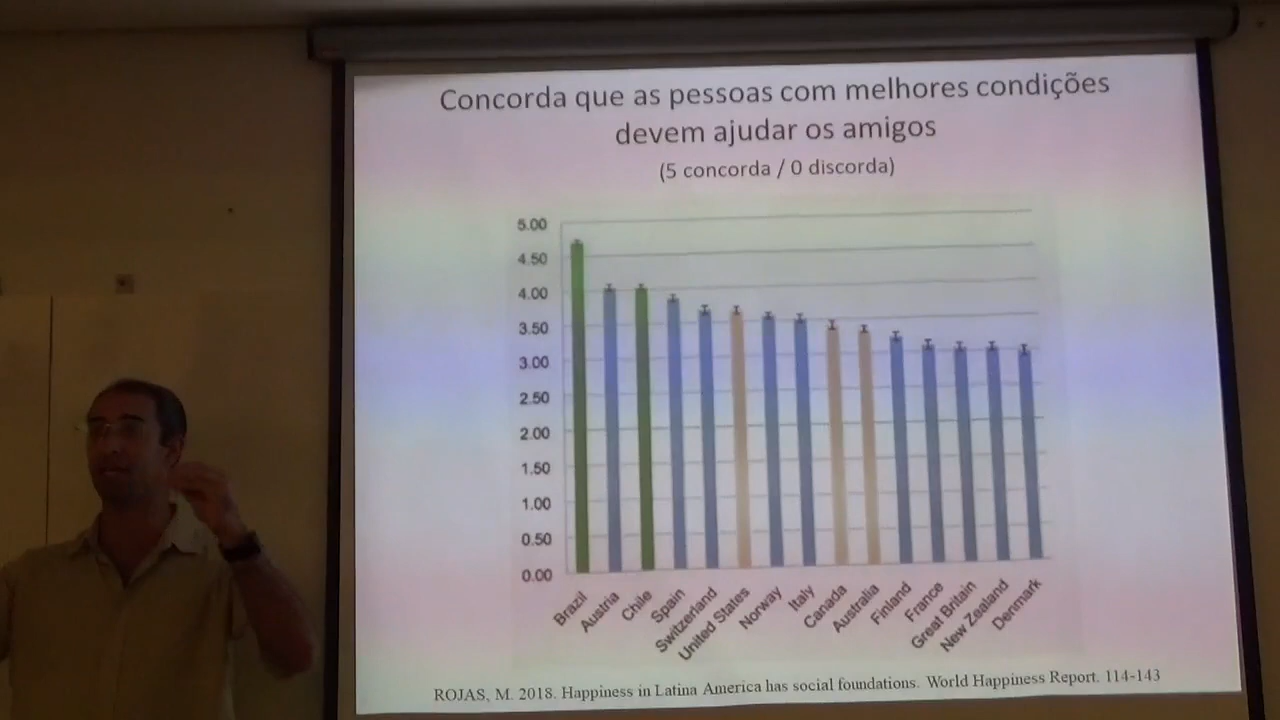 Concorda que as pessoas com melhores condições
devem ajudar os amigos
(5 concorda / 0 discorda)
5.00
4.50
4.00
3.50
3.00
2.50
2.00
1.50
1.00
0.50
0.00
Brazil
Austria
Chile
Spain
Switzerland
United States
Norway
Italy
Canada
Australia
Finland
France
Great Britain
New Zealand
Denmark
ROJAS, M. 2018. Happiness in Latina America has social foundations. World Happiness Report. 114-143